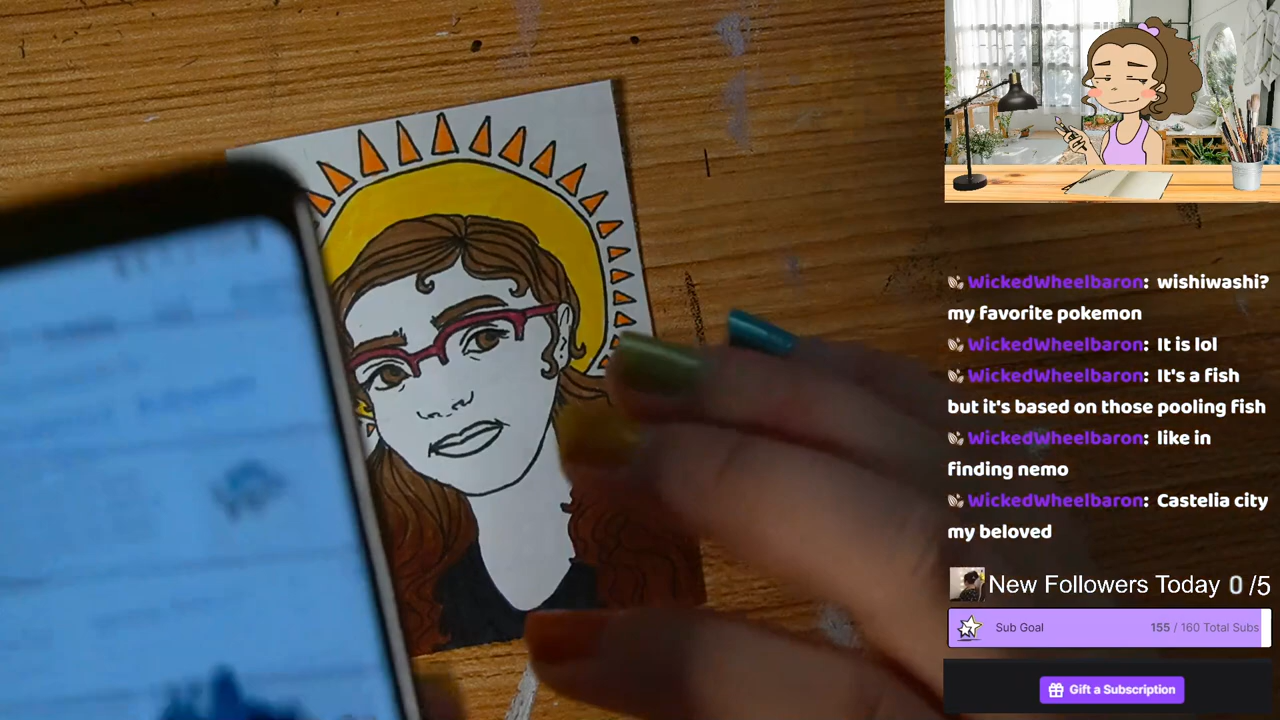 WickedWheelbaron: wishiwashi?
my favorite pokemon
WickedWheelbaron: It is lol
WickedWheelbaron: It's a fish
but it's based on those pooling fish
WickedWheelbaron: like in
finding nemo
WickedWheelbaron: Castelia city
my beloved
New Followers Today 0 /5
Sub Goal 155 / 160 Total Subs
Gift a Subscription